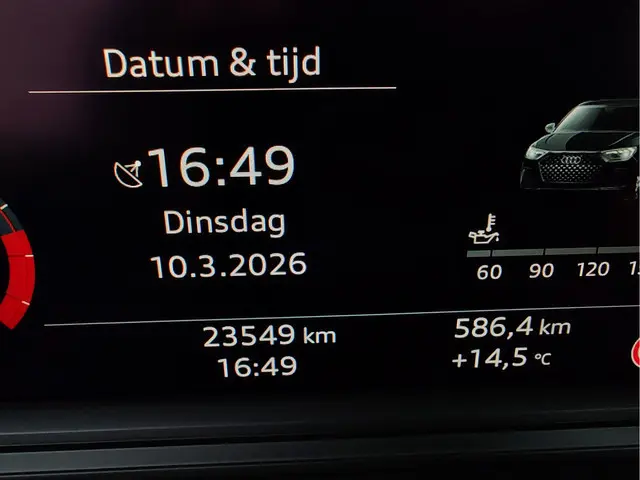 Datum & tijd
16:49
Dinsdag
10.3.2026
60 90 120
23549 km 586,4 km
16:49 +14,5 °C